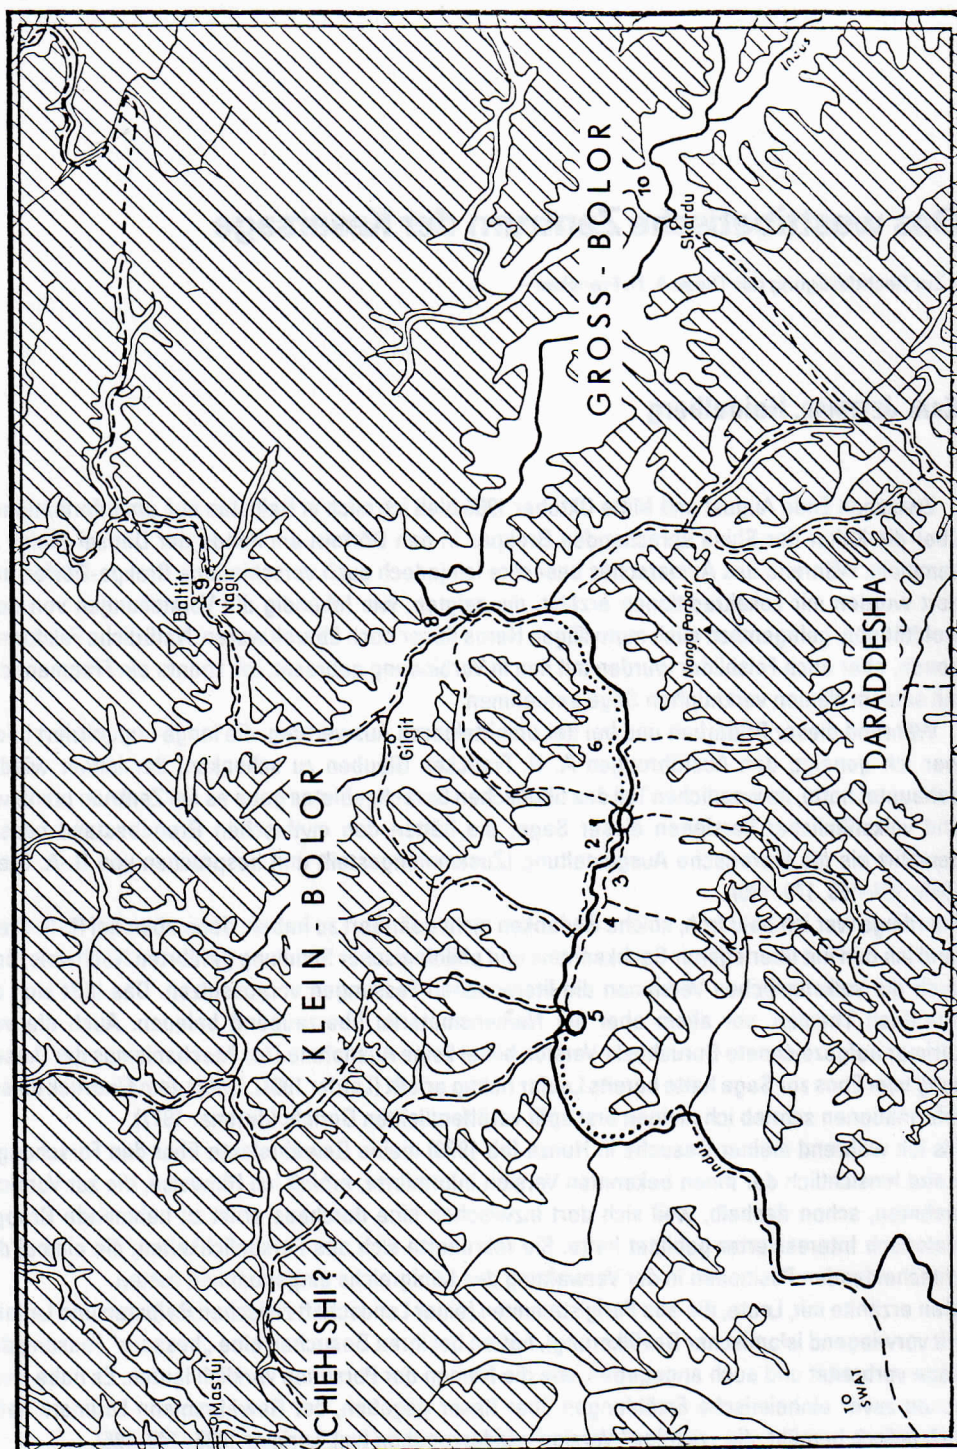 Mastuj
CHIEH-SHI ?
KLEIN BOLOR
Baltit
9
Nagir
Gilgit
8
7
6
1
2
3
4
5
GROSS - BOLOR
10
Skardu
Indus
Nanga Parbat
DARADDESHA
Indus
To
Swat